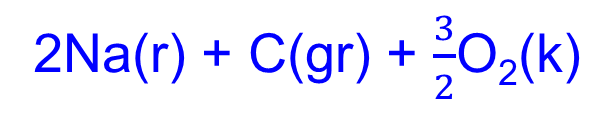 2Na(r) + C(gr) + 3/2O₂(k)